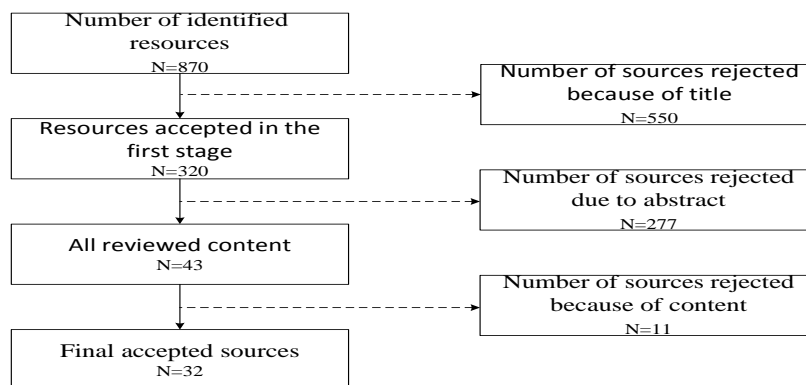 Number of identified
resources
N=870
Number of sources rejected
because of title
N=550
Resources accepted in the
first stage
N=320
Number of sources rejected
due to abstract
N=277
All reviewed content
N=43
Number of sources rejected
because of content
N=11
Final accepted sources
N=32